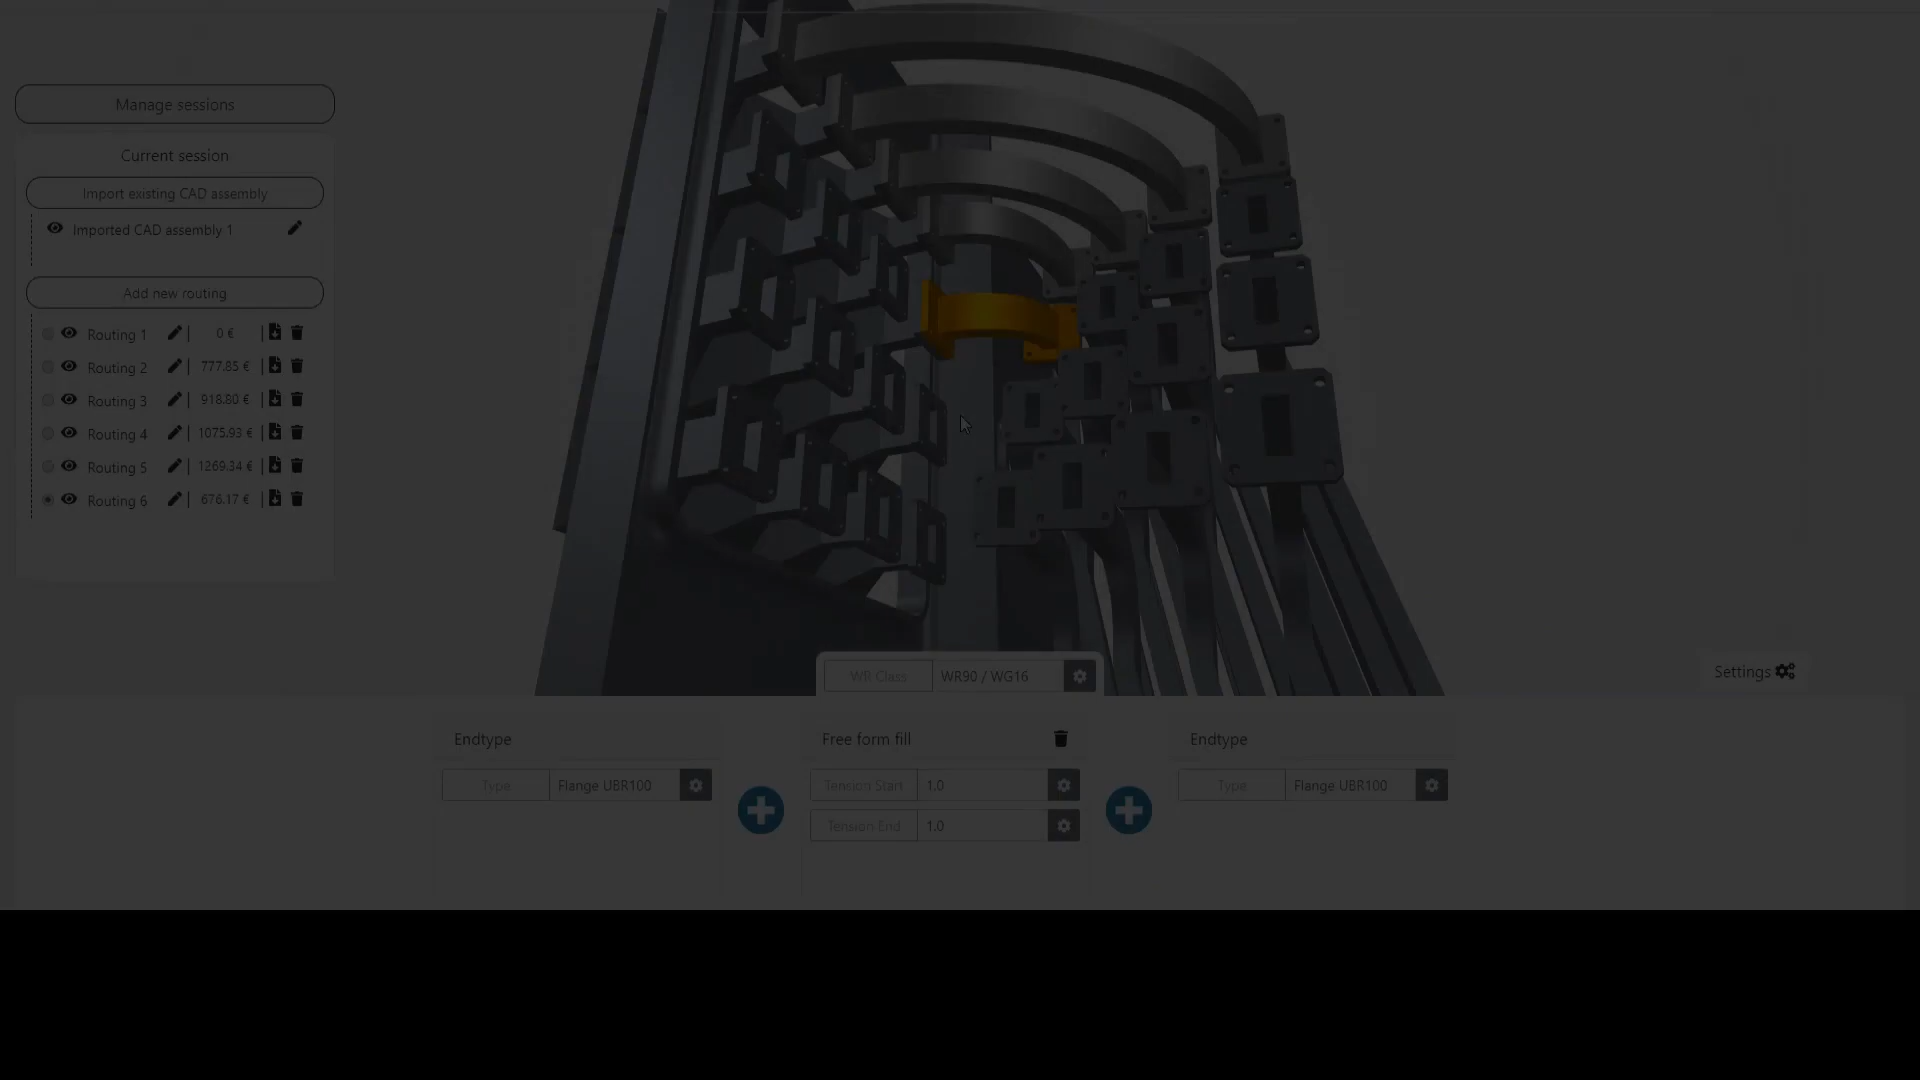 Manage sessions
Current session
Import existing CAD assembly
Imported CAD assembly 1
Add new routing
Routing 1 | 0 € |
Routing 2 | 777.85 € |
Routing 3 | 918.80 € |
Routing 4 | 1075.93 € |
Routing 5 | 1269.34 € |
Routing 6 | 676.17 € |
WR Class WR90 / WG16
Settings
Endtype
Type Flange UBR100
Free form fill
Tension Start 1.0
Tension End 1.0
Endtype
Type Flange UBR100